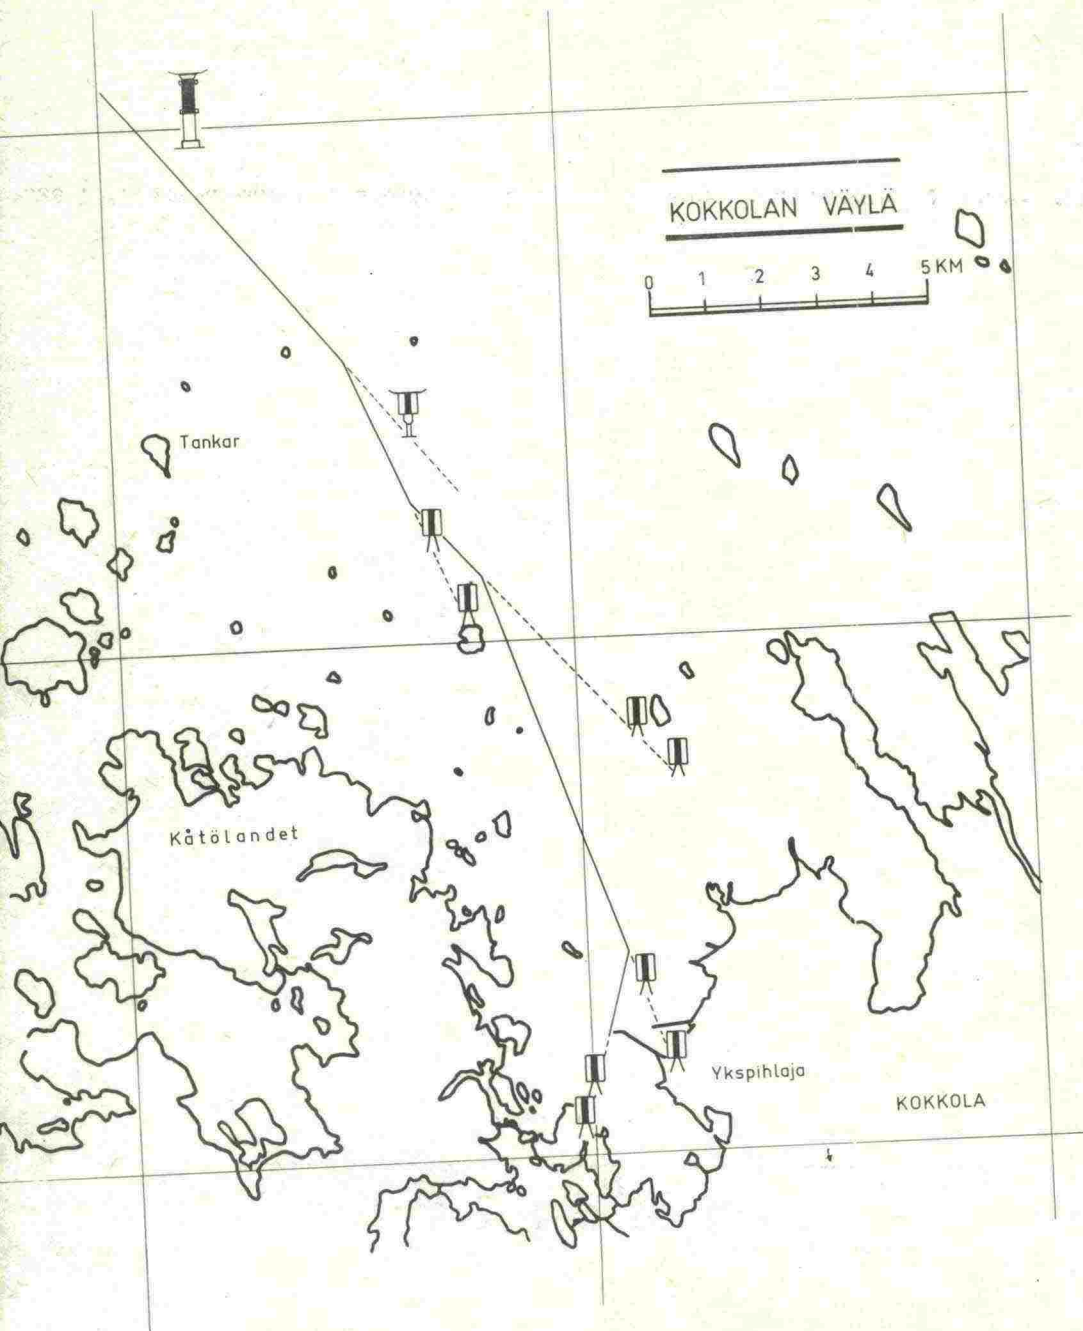 KOKKOLAN VÄYLÄ
0 1 2 3 4 5 KM
Tankar
Kåtölandet
Ykspihlaja
KOKKOLA